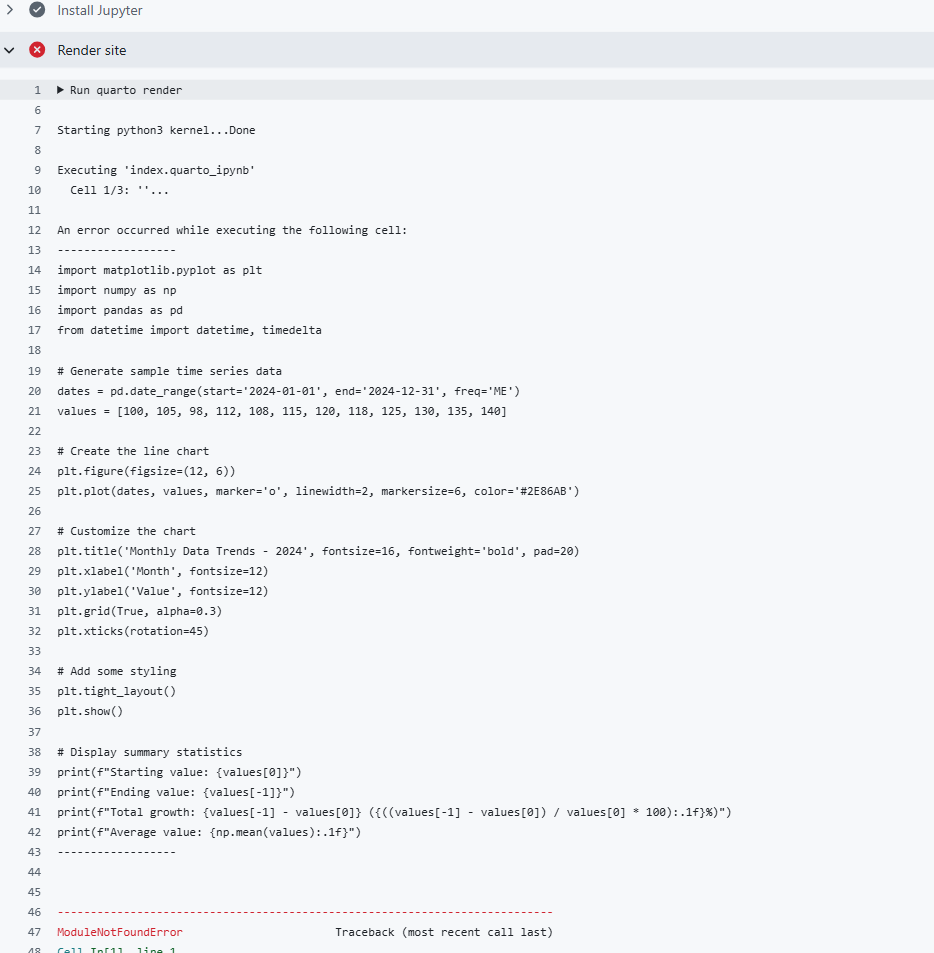 Install Jupyter
Render site
1 Run quarto render
6
7 Starting python3 kernel...Done
8
9 Executing 'index.quarto_ipynb'
10   Cell 1/3: ''...
11
12 An error occurred while executing the following cell:
13 ------------------
14 import matplotlib.pyplot as plt
15 import numpy as np
16 import pandas as pd
17 from datetime import datetime, timedelta
18
19 # Generate sample time series data
20 dates = pd.date_range(start='2024-01-01', end='2024-12-31', freq='ME')
21 values = [100, 105, 98, 112, 108, 115, 120, 118, 125, 130, 135, 140]
22
23 # Create the line chart
24 plt.figure(figsize=(12, 6))
25 plt.plot(dates, values, marker='o', linewidth=2, markersize=6, color='#2E86AB')
26
27 # Customize the chart
28 plt.title('Monthly Data Trends - 2024', fontsize=16, fontweight='bold', pad=20)
29 plt.xlabel('Month', fontsize=12)
30 plt.ylabel('Value', fontsize=12)
31 plt.grid(True, alpha=0.3)
32 plt.xticks(rotation=45)
33
34 # Add some styling
35 plt.tight_layout()
36 plt.show()
37
38 # Display summary statistics
39 print(f"Starting value: {values[0]}")
40 print(f"Ending value: {values[-1]}")
41 print(f"Total growth: {values[-1] - values[0]} ({((values[-1] - values[0]) / values[0] * 100):.1f}%)")
42 print(f"Average value: {np.mean(values):.1f}")
43 ------------------
44
45
46 ---------------------------------------------------------------------------
47 ModuleNotFoundError                       Traceback (most recent call last)
48 Cell In[1], line 1